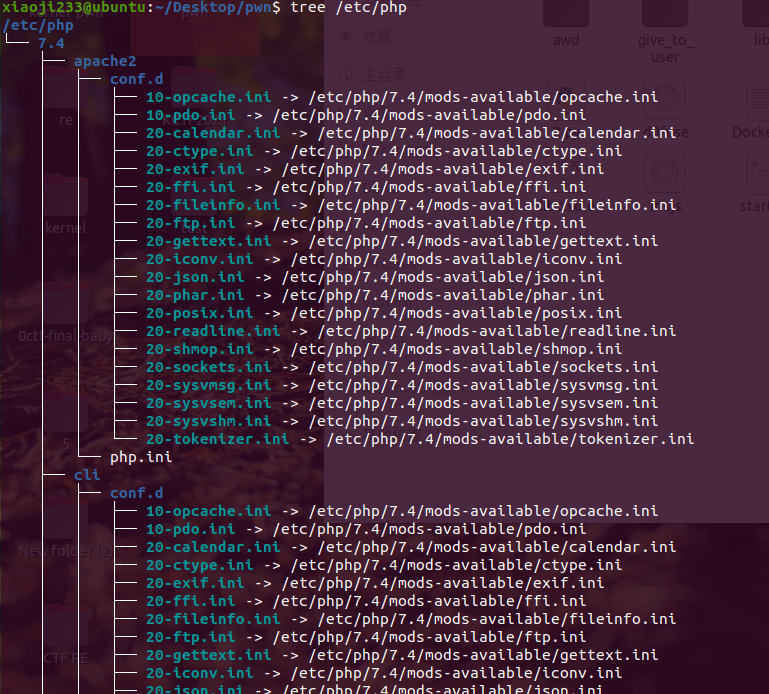 xiaoji233@ubuntu:~/Desktop/pwn$ tree /etc/php
/etc/php
└── 7.4
    ├── apache2
    │   ├── conf.d
    │   │   ├── 10-opcache.ini -> /etc/php/7.4/mods-available/opcache.ini
    │   │   ├── 10-pdo.ini -> /etc/php/7.4/mods-available/pdo.ini
    │   │   ├── 20-calendar.ini -> /etc/php/7.4/mods-available/calendar.ini
    │   │   ├── 20-ctype.ini -> /etc/php/7.4/mods-available/ctype.ini
    │   │   ├── 20-exif.ini -> /etc/php/7.4/mods-available/exif.ini
    │   │   ├── 20-ffi.ini -> /etc/php/7.4/mods-available/ffi.ini
    │   │   ├── 20-fileinfo.ini -> /etc/php/7.4/mods-available/fileinfo.ini
    │   │   ├── 20-ftp.ini -> /etc/php/7.4/mods-available/ftp.ini
    │   │   ├── 20-gettext.ini -> /etc/php/7.4/mods-available/gettext.ini
    │   │   ├── 20-iconv.ini -> /etc/php/7.4/mods-available/iconv.ini
    │   │   ├── 20-json.ini -> /etc/php/7.4/mods-available/json.ini
    │   │   ├── 20-phar.ini -> /etc/php/7.4/mods-available/phar.ini
    │   │   ├── 20-posix.ini -> /etc/php/7.4/mods-available/posix.ini
    │   │   ├── 20-readline.ini -> /etc/php/7.4/mods-available/readline.ini
    │   │   ├── 20-shmop.ini -> /etc/php/7.4/mods-available/shmop.ini
    │   │   ├── 20-sockets.ini -> /etc/php/7.4/mods-available/sockets.ini
    │   │   ├── 20-sysvmsg.ini -> /etc/php/7.4/mods-available/sysvmsg.ini
    │   │   ├── 20-sysvsem.ini -> /etc/php/7.4/mods-available/sysvsem.ini
    │   │   ├── 20-sysvshm.ini -> /etc/php/7.4/mods-available/sysvshm.ini
    │   │   └── 20-tokenizer.ini -> /etc/php/7.4/mods-available/tokenizer.ini
    │   └── php.ini
    ├── cli
    │   ├── conf.d
    │   │   ├── 10-opcache.ini -> /etc/php/7.4/mods-available/opcache.ini
    │   │   ├── 10-pdo.ini -> /etc/php/7.4/mods-available/pdo.ini
    │   │   ├── 20-calendar.ini -> /etc/php/7.4/mods-available/calendar.ini
    │   │   ├── 20-ctype.ini -> /etc/php/7.4/mods-available/ctype.ini
    │   │   ├── 20-exif.ini -> /etc/php/7.4/mods-available/exif.ini
    │   │   ├── 20-ffi.ini -> /etc/php/7.4/mods-available/ffi.ini
    │   │   ├── 20-fileinfo.ini -> /etc/php/7.4/mods-available/fileinfo.ini
    │   │   ├── 20-ftp.ini -> /etc/php/7.4/mods-available/ftp.ini
    │   │   ├── 20-gettext.ini -> /etc/php/7.4/mods-available/gettext.ini
    │   │   ├── 20-iconv.ini -> /etc/php/7.4/mods-available/iconv.ini
    │   │   ├── 20-json.ini -> /etc/php/7.4/mods-available/json.ini
收藏
主目录
awd
give_to_
user
re
kernel
0ctf-final-baby
5
New folder (2)
CTF RE